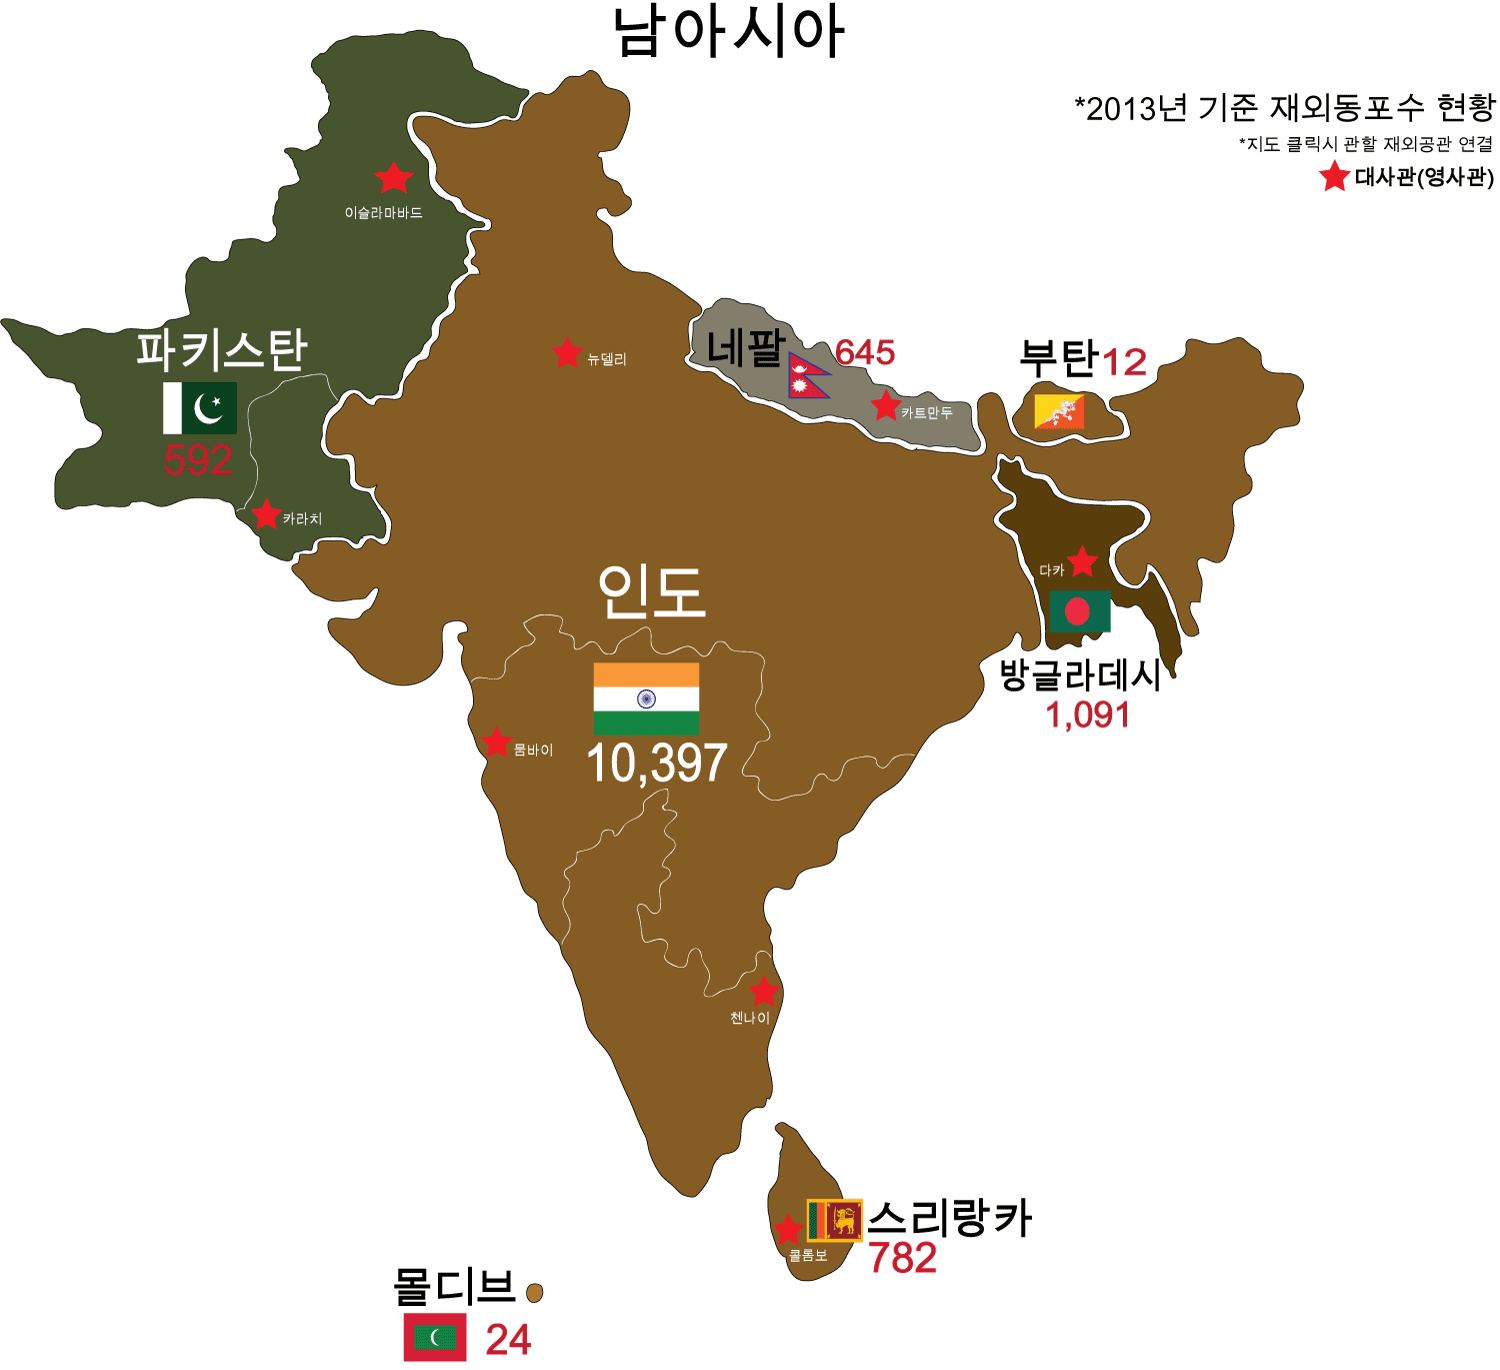 남아시아
*2013년 기준 재외동포수 현황
*지도 클릭시 관할 재외공관 연결
대사관(영사관)
이슬라마바드
파키스탄
592
카라치
뉴델리
네팔
645
카트만두
부탄 12
다카
방글라데시
1,091
인도
10,397
뭄바이
첸나이
스리랑카
782
콜롬보
몰디브
24